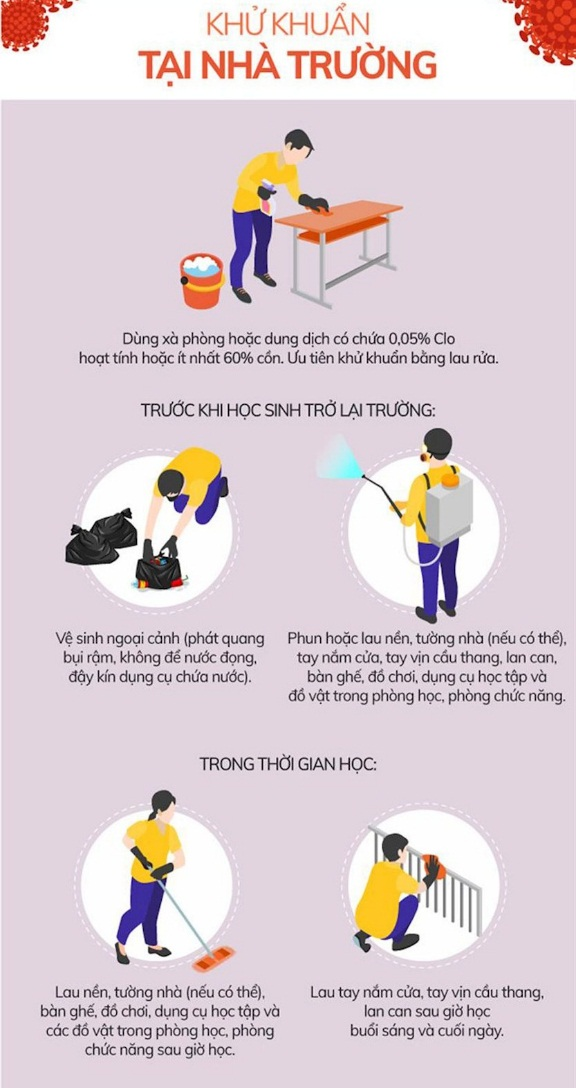 KHỬ KHUẨN
TẠI NHÀ TRƯỜNG
Dùng xà phòng hoặc dung dịch có chứa 0,05% Clo
hoạt tính hoặc ít nhất 60% cồn. Ưu tiên khử khuẩn bằng lau rửa.
TRƯỚC KHI HỌC SINH TRỞ LẠI TRƯỜNG:
Vệ sinh ngoại cảnh (phát quang
bụi rậm, không để nước đọng,
đậy kín dụng cụ chứa nước).
Phun hoặc lau nền, tường nhà (nếu có thể),
tay nắm cửa, tay vịn cầu thang, lan can,
bàn ghế, đồ chơi, dụng cụ học tập và
đồ vật trong phòng học, phòng chức năng.
TRONG THỜI GIAN HỌC:
Lau nền, tường nhà (nếu có thể),
bàn ghế, đồ chơi, dụng cụ học tập và
các đồ vật trong phòng học, phòng
chức năng sau giờ học.
Lau tay nắm cửa, tay vịn cầu thang,
lan can sau giờ học
buổi sáng và cuối ngày.